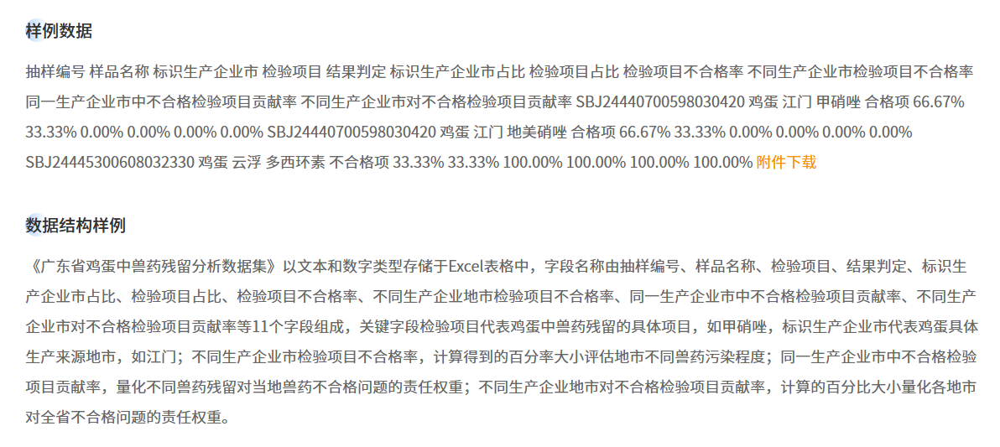 样例数据
抽样编号 样品名称 标识生产企业市 检验项目 结果判定 标识生产企业市占比 检验项目占比 检验项目不合格率 不同生产企业市检验项目不合格率
同一生产企业市中不合格检验项目贡献率 不同生产企业市对不合格检验项目贡献率 SBJ24440700598030420 鸡蛋 江门 甲硝唑 合格项 66.67%
33.33% 0.00% 0.00% 0.00% 0.00% SBJ24440700598030420 鸡蛋 江门 地美硝唑 合格项 66.67% 33.33% 0.00% 0.00% 0.00% 0.00%
SBJ24445300608032330 鸡蛋 云浮 多西环素 不合格项 33.33% 33.33% 100.00% 100.00% 100.00% 100.00% 附件下载
数据结构样例
《广东省鸡蛋中兽药残留分析数据集》以文本和数字类型存储于Excel表格中，字段名称由抽样编号、样品名称、检验项目、结果判定、标识生
产企业市占比、检验项目占比、检验项目不合格率、不同生产企业地市检验项目不合格率、同一生产企业市中不合格检验项目贡献率、不同生产
企业市对不合格检验项目贡献率等11个字段组成，关键字段检验项目代表鸡蛋中兽药残留的具体项目，如甲硝唑，标识生产企业市代表鸡蛋具体
生产来源地市，如江门；不同生产企业市检验项目不合格率，计算得到的百分率大小评估地市不同兽药污染程度；同一生产企业市中不合格检验
项目贡献率，量化不同兽药残留对当地兽药不合格问题的责任权重；不同生产企业地市对不合格检验项目贡献率，计算的百分比大小量化各地市
对全省不合格问题的责任权重。